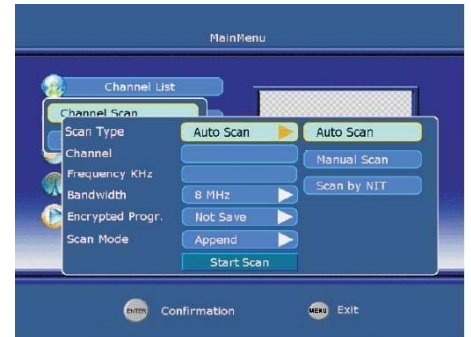 MainMenu
Channel List
Channel Scan
Scan Type Auto Scan Auto Scan
Channel Manual Scan
Frequency KHz Scan by NIT
Bandwidth 8 MHz
Encrypted Progr. Not Save
Scan Mode Append
Start Scan
ENTER Confirmation MENU Exit